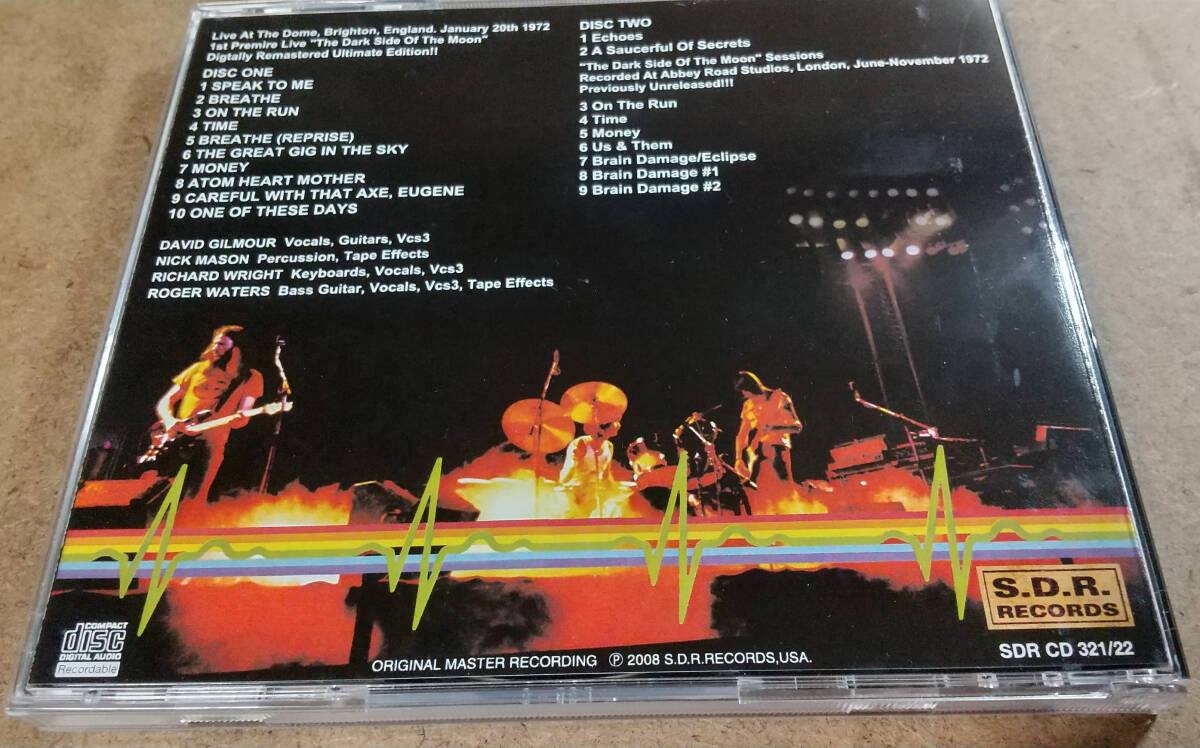 Live At The Dome, Brighton, England. January 20th 1972
1st Premire Live "The Dark Side Of The Moon"
Digtally Remastered Ultimate Edition!!
DISC ONE
1 SPEAK TO ME
2 BREATHE
3 ON THE RUN
4 TIME
5 BREATHE (REPRISE)
6 THE GREAT GIG IN THE SKY
7 MONEY
8 ATOM HEART MOTHER
9 CAREFUL WITH THAT AXE, EUGENE
10 ONE OF THESE DAYS
DAVID GILMOUR Vocals, Guitars, Vcs3
NICK MASON Percussion, Tape Effects
RICHARD WRIGHT Keyboards, Vocals, Vcs3
ROGER WATERS Bass Guitar, Vocals, Vcs3, Tape Effects
DISC TWO
1 Echoes
2 A Saucerful Of Secrets
"The Dark Side Of The Moon" Sessions
Recorded At Abbey Road Studios, London, June-November 1972
Previously Unreleased!!!
3 On The Run
4 Time
5 Money
6 Us & Them
7 Brain Damage/Eclipse
8 Brain Damage #1
9 Brain Damage #2
COMPACT
disc
DIGITAL AUDIO
Recordable
ORIGINAL MASTER RECORDING ℗ 2008 S.D.R.RECORDS,USA.
S.D.R.
RECORDS
SDR CD 321/22